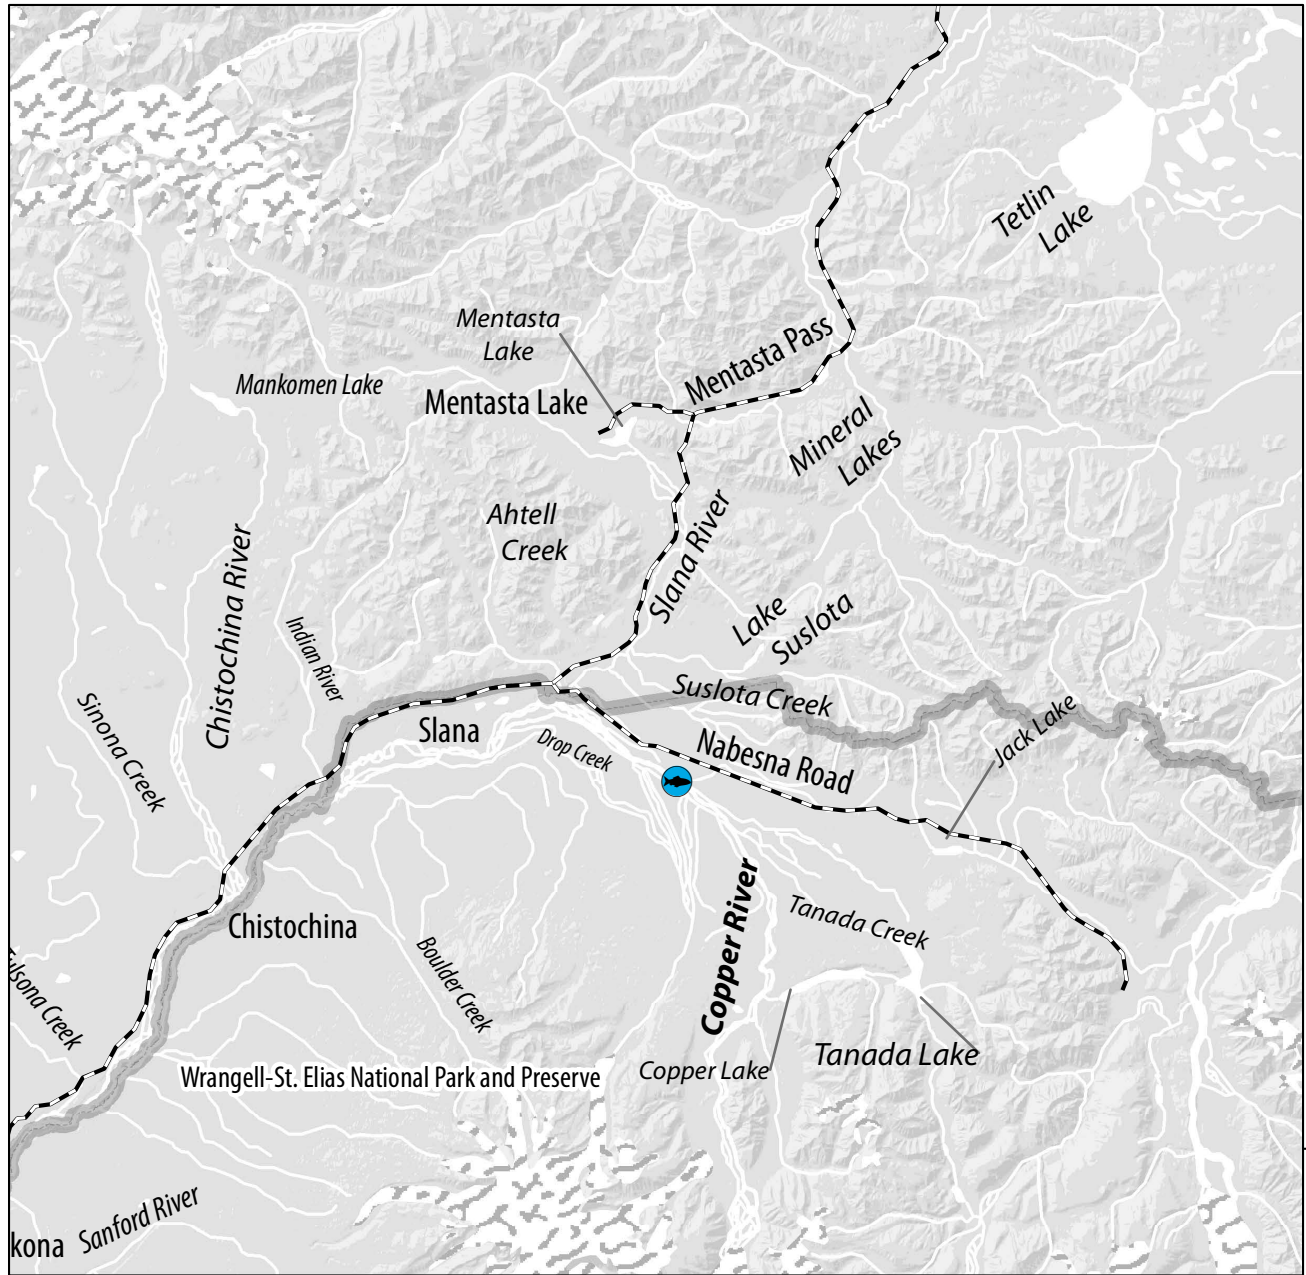 Tetlin
Lake
Mentasta
Lake
Mentasta Pass
Mankomen Lake
Mentasta Lake
Mineral
Lakes
Ahtell
Creek
Slana River
Chistochina River
Indian River
Lake
Suslota
Suslota Creek
Sinona Creek
Slana
Drop Creek
Nabesna Road
Jack Lake
Chistochina
Copper River
Tanada Creek
Boulder Creek
Tulsona Creek
Wrangell-St. Elias National Park and Preserve
Copper Lake
Tanada Lake
Sanford River
kona